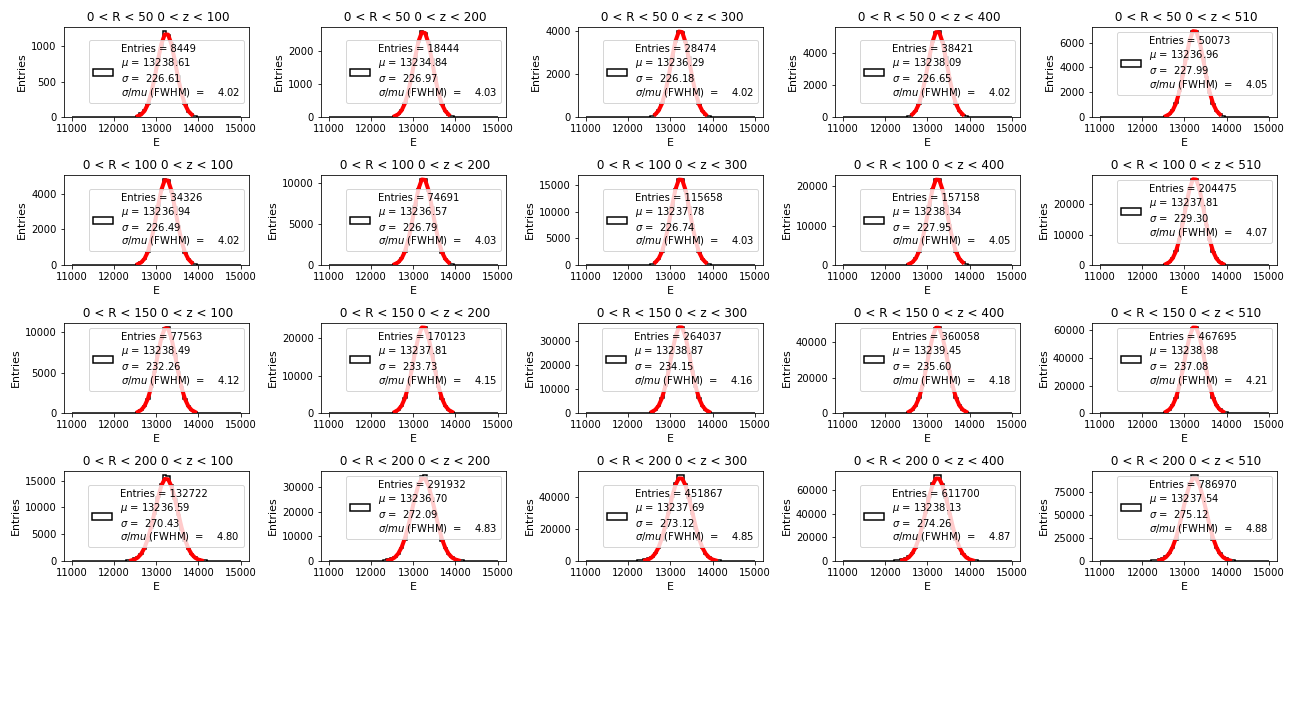 0 < R < 50 0 < z < 100
Entries
1000
500
0
Entries = 8449
μ = 13238.61
σ = 226.61
σ/mu (FWHM) = 4.02
11000 12000 13000 14000 15000
E
0 < R < 50 0 < z < 200
Entries
2000
1000
0
Entries = 18444
μ = 13234.84
σ = 226.97
σ/mu (FWHM) = 4.03
11000 12000 13000 14000 15000
E
0 < R < 50 0 < z < 300
Entries
4000
2000
0
Entries = 28474
μ = 13236.29
σ = 226.18
σ/mu (FWHM) = 4.02
11000 12000 13000 14000 15000
E
0 < R < 50 0 < z < 400
Entries
4000
2000
0
Entries = 38421
μ = 13238.09
σ = 226.65
σ/mu (FWHM) = 4.02
11000 12000 13000 14000 15000
E
0 < R < 50 0 < z < 510
Entries
6000
4000
2000
0
Entries = 50073
μ = 13236.96
σ = 227.99
σ/mu (FWHM) = 4.05
11000 12000 13000 14000 15000
E
0 < R < 100 0 < z < 100
Entries
4000
2000
0
Entries = 34326
μ = 13236.94
σ = 226.49
σ/mu (FWHM) = 4.02
11000 12000 13000 14000 15000
E
0 < R < 100 0 < z < 200
Entries
10000
5000
0
Entries = 74691
μ = 13236.57
σ = 226.79
σ/mu (FWHM) = 4.03
11000 12000 13000 14000 15000
E
0 < R < 100 0 < z < 300
Entries
15000
10000
5000
0
Entries = 115658
μ = 13237.78
σ = 226.74
σ/mu (FWHM) = 4.03
11000 12000 13000 14000 15000
E
0 < R < 100 0 < z < 400
Entries
20000
10000
0
Entries = 157158
μ = 13238.34
σ = 227.95
σ/mu (FWHM) = 4.05
11000 12000 13000 14000 15000
E
0 < R < 100 0 < z < 510
Entries
20000
10000
0
Entries = 204475
μ = 13237.81
σ = 229.30
σ/mu (FWHM) = 4.07
11000 12000 13000 14000 15000
E
0 < R < 150 0 < z < 100
Entries
10000
5000
0
Entries = 77563
μ = 13238.49
σ = 232.26
σ/mu (FWHM) = 4.12
11000 12000 13000 14000 15000
E
0 < R < 150 0 < z < 200
Entries
20000
10000
0
Entries = 170123
μ = 13237.81
σ = 233.73
σ/mu (FWHM) = 4.15
11000 12000 13000 14000 15000
E
0 < R < 150 0 < z < 300
Entries
30000
20000
10000
0
Entries = 264037
μ = 13238.87
σ = 234.15
σ/mu (FWHM) = 4.16
11000 12000 13000 14000 15000
E
0 < R < 150 0 < z < 400
Entries
40000
20000
0
Entries = 360058
μ = 13239.45
σ = 235.60
σ/mu (FWHM) = 4.18
11000 12000 13000 14000 15000
E
0 < R < 150 0 < z < 510
Entries
60000
40000
20000
0
Entries = 467695
μ = 13238.98
σ = 237.08
σ/mu (FWHM) = 4.21
11000 12000 13000 14000 15000
E
0 < R < 200 0 < z < 100
Entries
15000
10000
5000
0
Entries = 132722
μ = 13236.59
σ = 270.43
σ/mu (FWHM) = 4.80
11000 12000 13000 14000 15000
E
0 < R < 200 0 < z < 200
Entries
30000
20000
10000
0
Entries = 291932
μ = 13236.70
σ = 272.09
σ/mu (FWHM) = 4.83
11000 12000 13000 14000 15000
E
0 < R < 200 0 < z < 300
Entries
40000
20000
0
Entries = 451867
μ = 13237.69
σ = 273.12
σ/mu (FWHM) = 4.85
11000 12000 13000 14000 15000
E
0 < R < 200 0 < z < 400
Entries
60000
40000
20000
0
Entries = 611700
μ = 13238.13
σ = 274.26
σ/mu (FWHM) = 4.87
11000 12000 13000 14000 15000
E
0 < R < 200 0 < z < 510
Entries
75000
50000
25000
0
Entries = 786970
μ = 13237.54
σ = 275.12
σ/mu (FWHM) = 4.88
11000 12000 13000 14000 15000
E